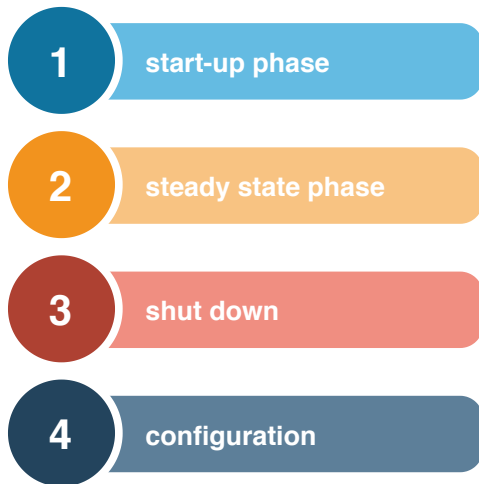 1 start-up phase
2 steady state phase
3 shut down
4 configuration